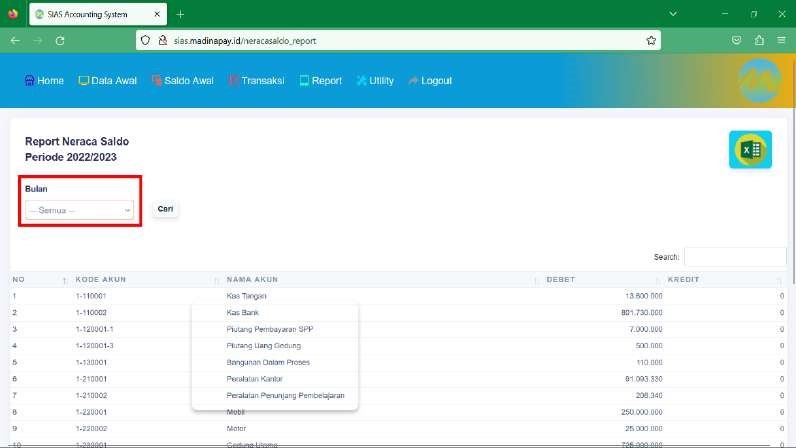 SIAS Accounting System
sias.madinapay.id/neracasaldo_report
Home Data Awal Saldo Awal Transaksi Report Utility Logout
Report Neraca Saldo
Periode 2022/2023
Bulan
-- Semua --
Cari
Search:
NO KODE AKUN NAMA AKUN DEBET KREDIT
1 1-110001 Kas Tangan 13.600.000 0
2 1-110002 Kas Bank 801.730.000 0
3 1-120001-1 Piutang Pembayaran SPP 7.000.000 0
4 1-120001-3 Piutang Uang Gedung 500.000 0
5 1-130001 Bangunan Dalam Proses 110.000 0
6 1-210001 Peralatan Kantor 91.093.330 0
7 1-210002 Peralatan Penunjang Pembelajaran 208.340 0
8 1-220001 Mobil 250.000.000 0
9 1-220002 Motor 25.000.000 0
10 1-230001 Gedung Utama 725.000.000 0